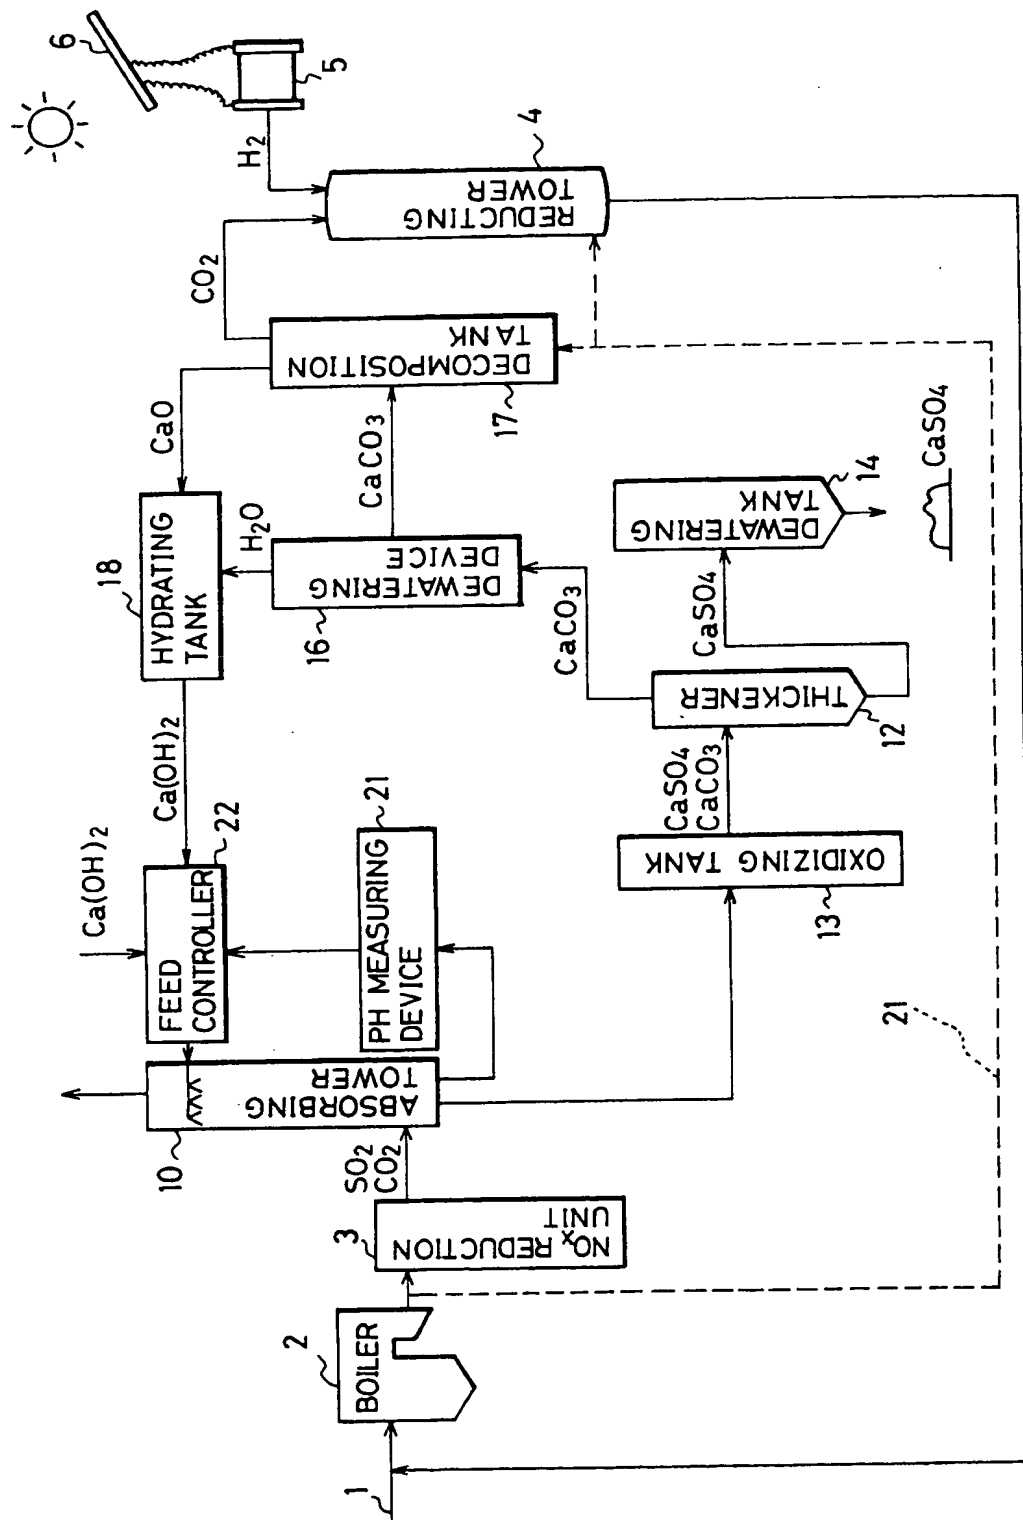 6
5
H2
4
REDUCTING
TOWER
CO2
DECOMPOSITION
TANK
17
CaO
18
HYDRATING
TANK
H2O
CaCO3
DEWATERING
DEVICE
16
CaCO3
Ca(OH)2
Ca(OH)2
22
FEED
CONTROLLER
21
PH MEASURING
DEVICE
ABSORBING
TOWER
10
SO2
CO2
3
NOx REDUCTION
UNIT
2
BOILER
1
OXIDIZING TANK
13
CaSO4
CaCO3
THICKENER
12
CaSO4
DEWATERING
TANK
14
CaSO4
21